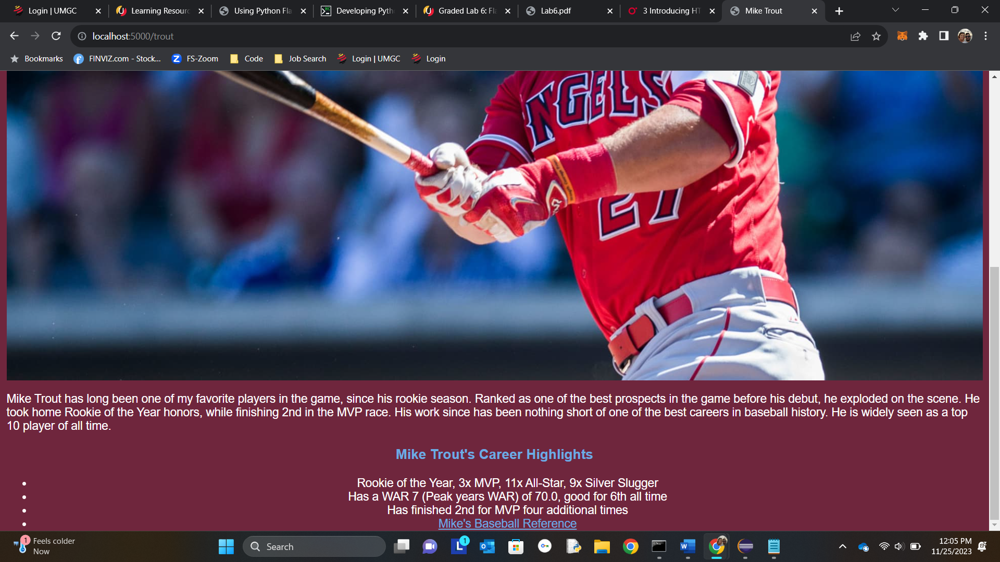 Login | UMGC
Learning Resourc
Using Python Fla
Developing Pyth
Graded Lab 6: Fla
Lab6.pdf
3 Introducing HT
Mike Trout
localhost:5000/trout
Bookmarks
FINVIZ.com - Stock...
FS-Zoom
Code
Job Search
Login | UMGC
Login
ANGELS
27
Mike Trout has long been one of my favorite players in the game, since his rookie season. Ranked as one of the best prospects in the game before his debut, he exploded on the scene. He
took home Rookie of the Year honors, while finishing 2nd in the MVP race. His work since has been nothing short of one of the best careers in baseball history. He is widely seen as a top
10 player of all time.
Mike Trout's Career Highlights
Rookie of the Year, 3x MVP, 11x All-Star, 9x Silver Slugger
Has a WAR 7 (Peak years WAR) of 70.0, good for 6th all time
Has finished 2nd for MVP four additional times
Mike's Baseball Reference
1
Feels colder
Now
Search
1
12:05 PM
11/25/2023